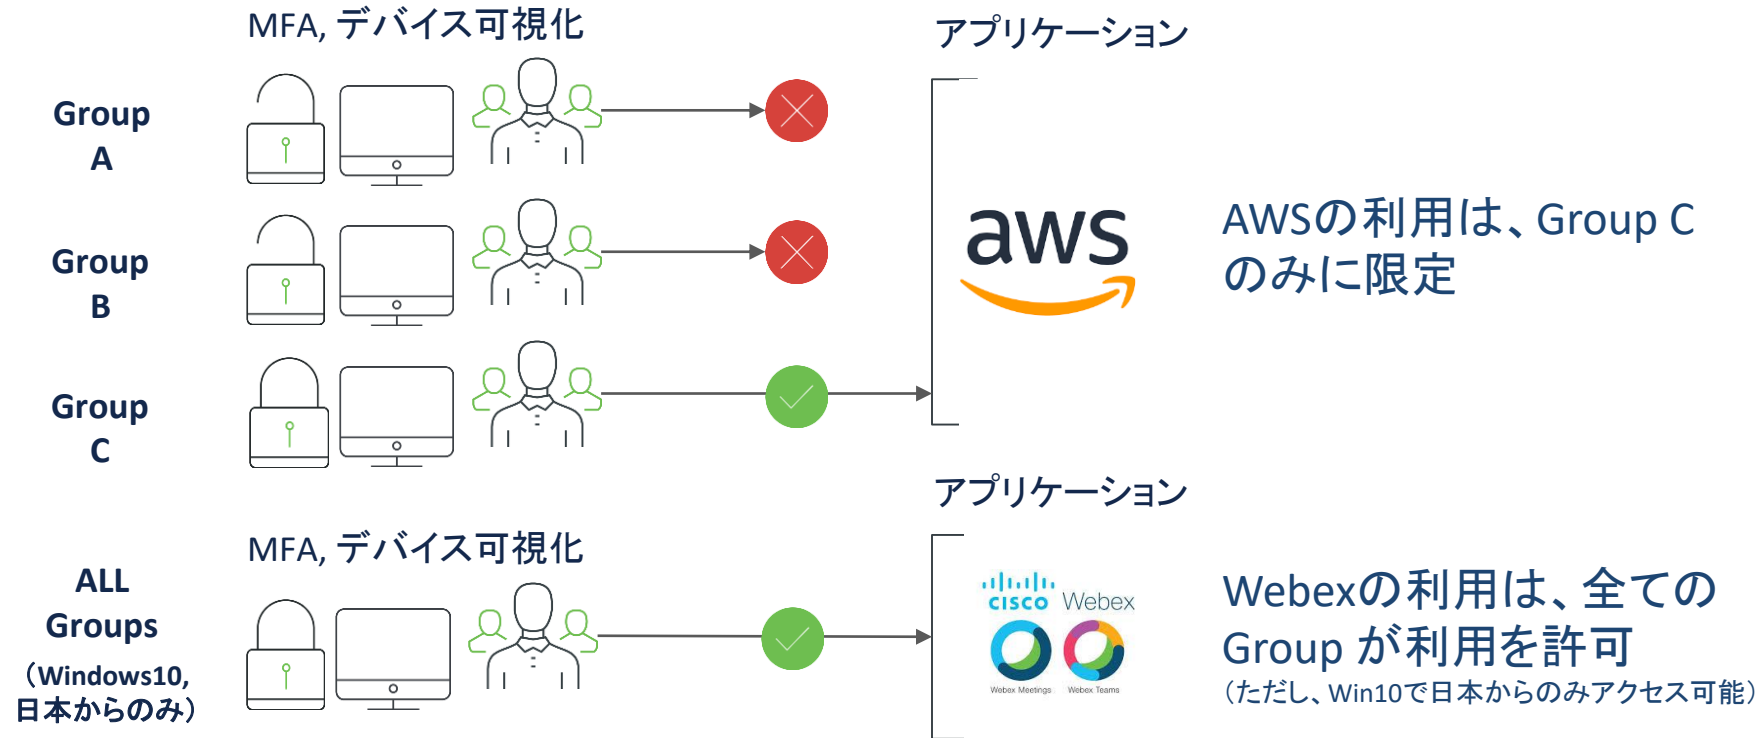 MFA, デバイス可視化
アプリケーション
Group
A
Group
B
Group
C
aws
AWSの利用は、Group C
のみに限定
MFA, デバイス可視化
アプリケーション
ALL
Groups
（Windows10,
日本からのみ）
CISCO Webex
Webex Meetings Webex Teams
Webexの利用は、全ての
Group が利用を許可
（ただし、Win10で日本からのみアクセス可能）